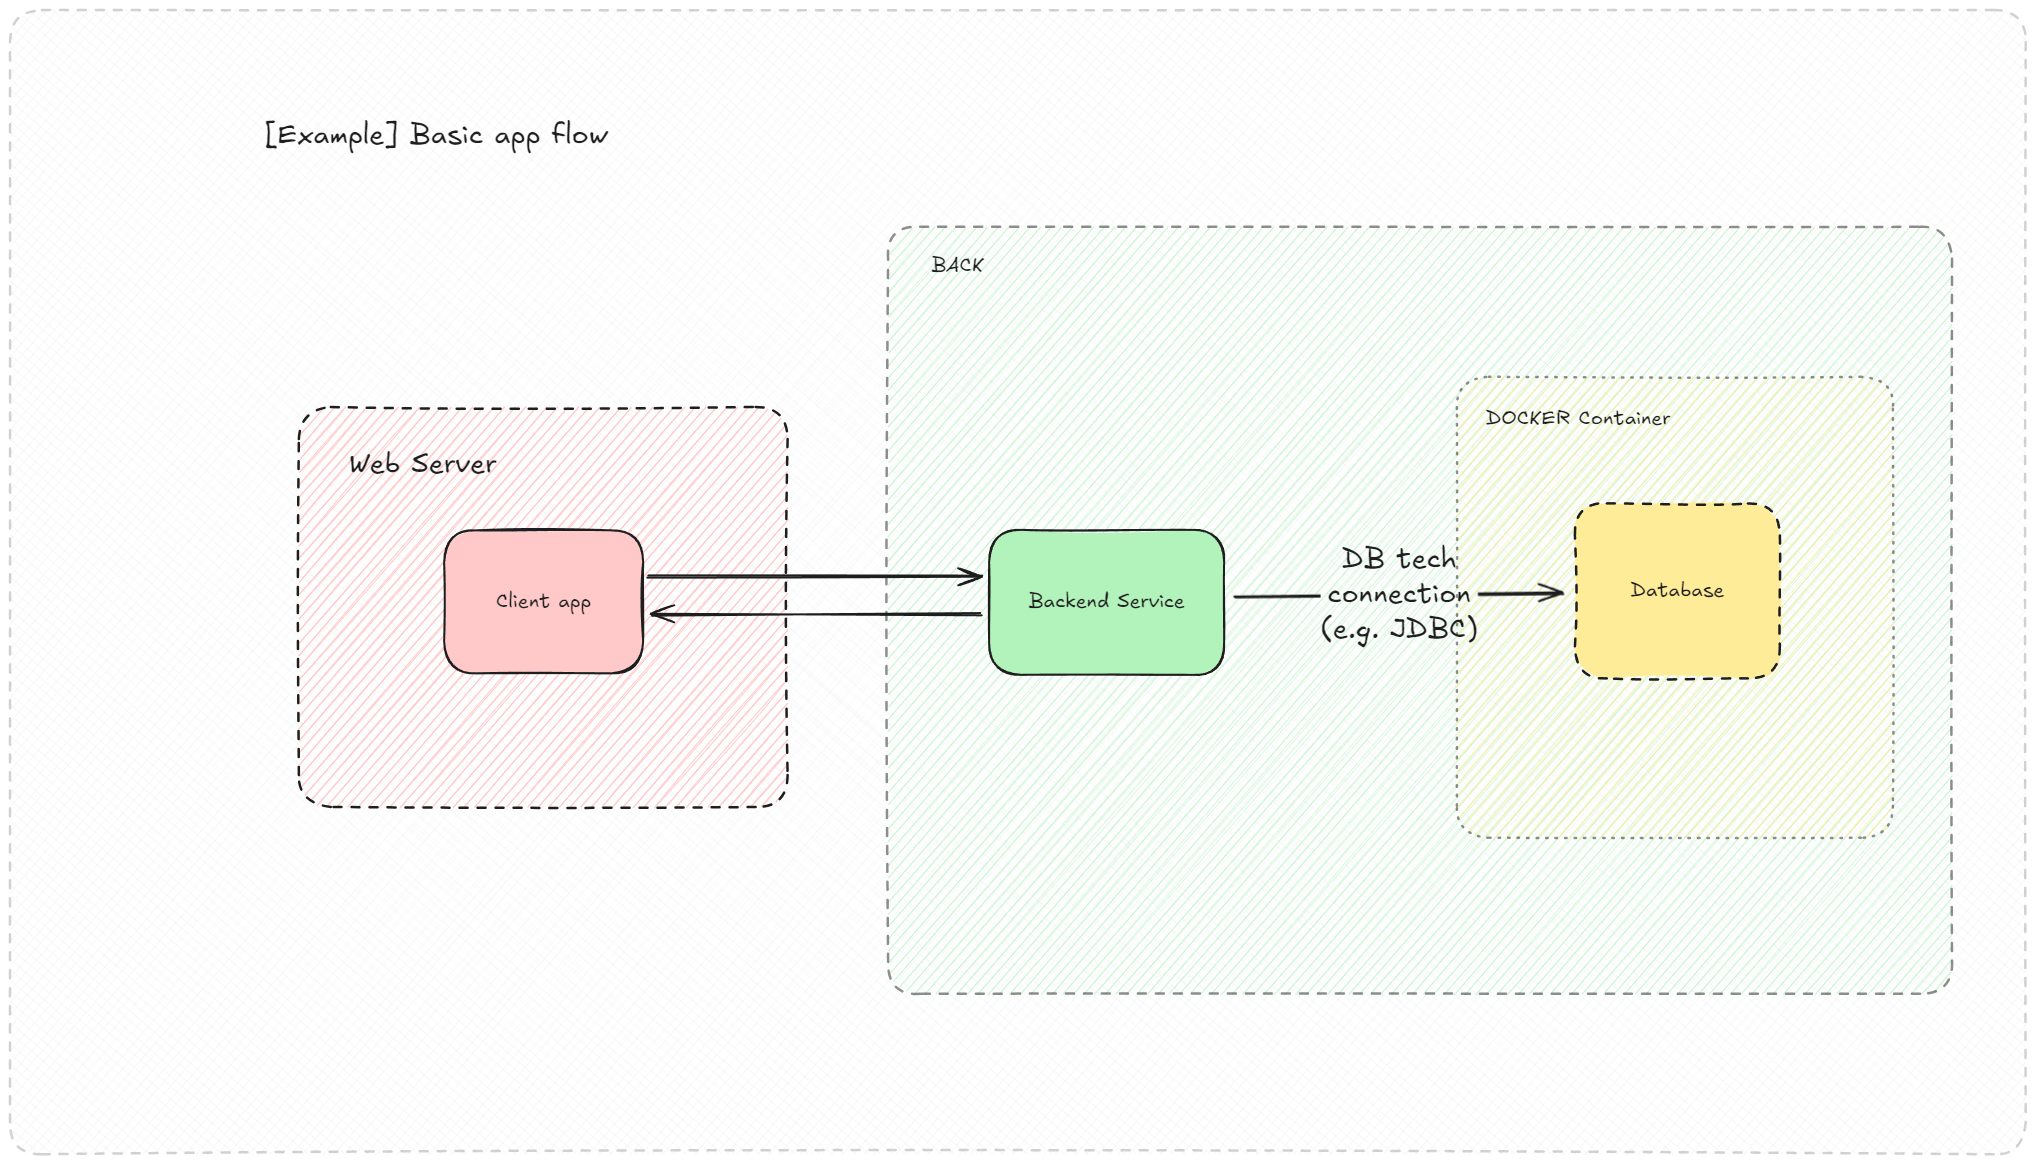 [Example] Basic app flow
BACK
DOCKER Container
Web Server
Client app
Backend Service
DB tech
connection
(e.g. JDBC)
Database